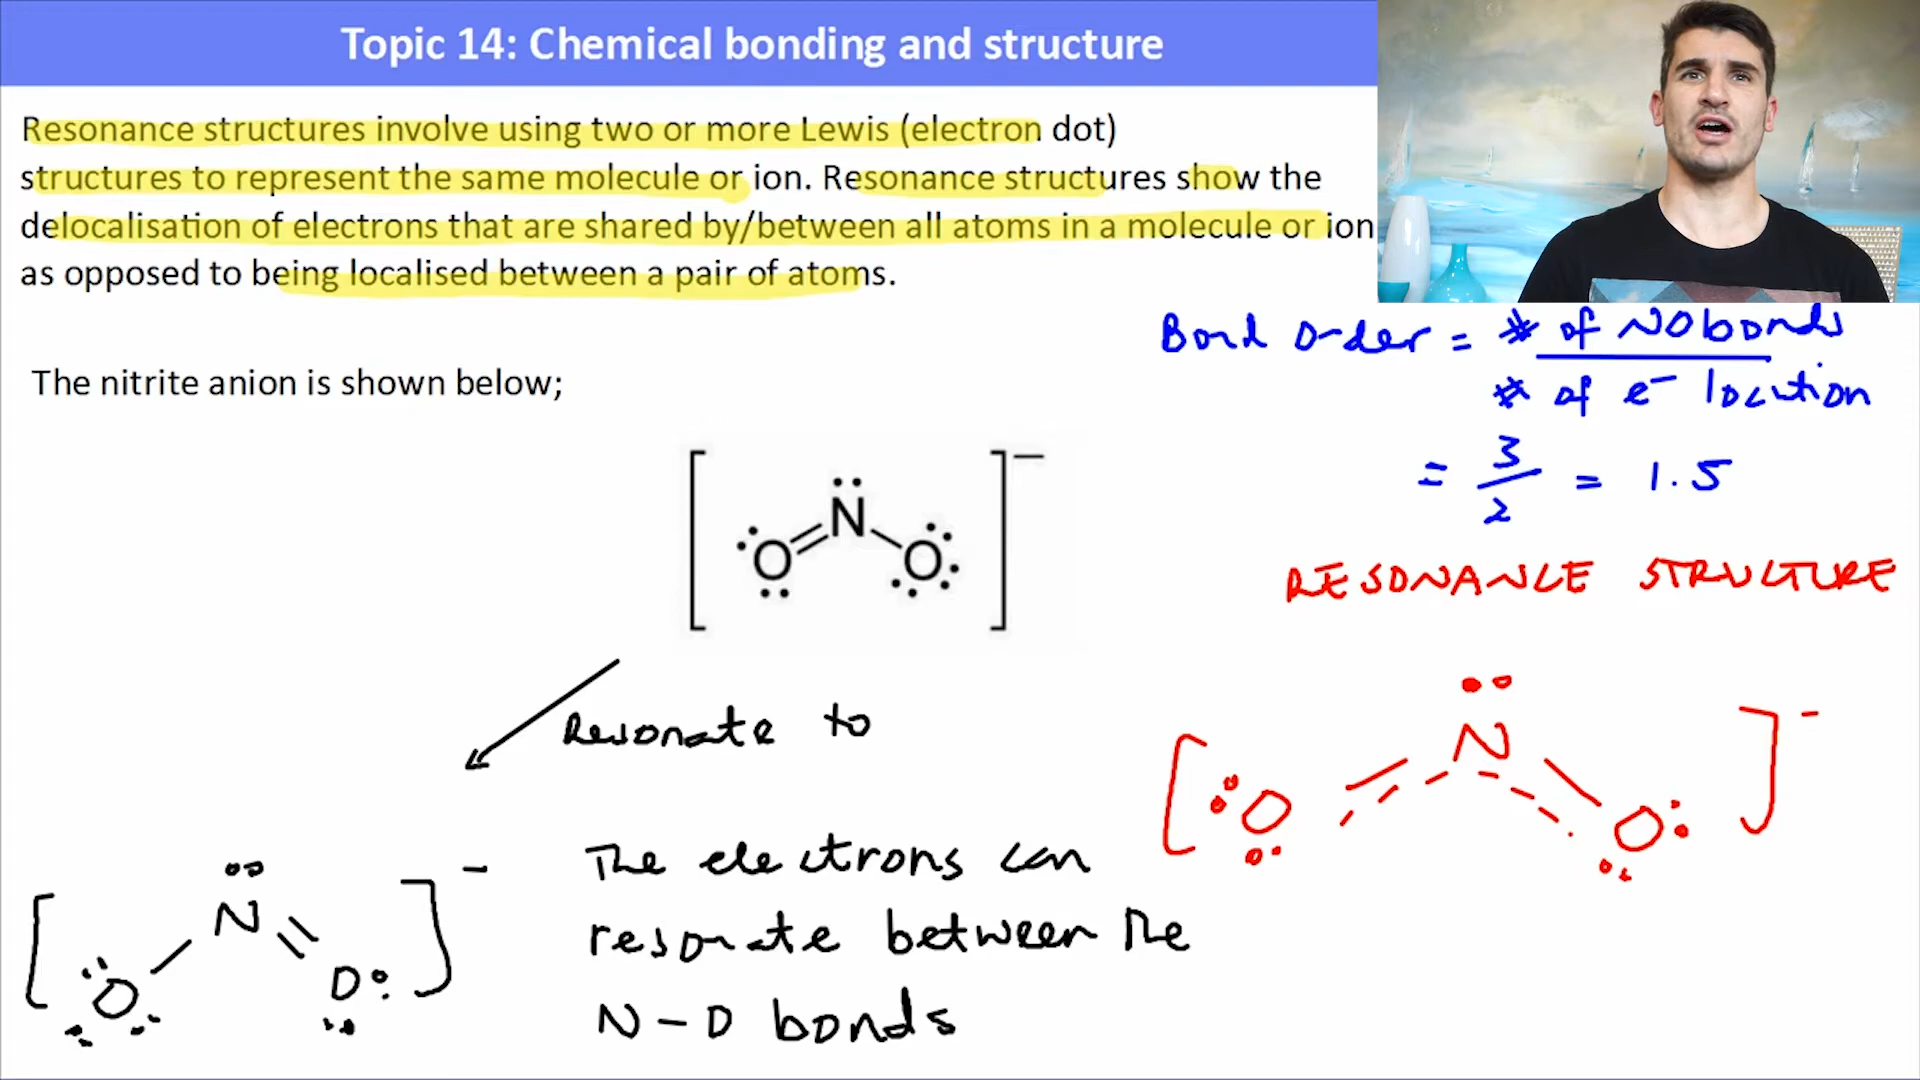 Topic 14: Chemical bonding and structure
Resonance structures involve using two or more Lewis (electron dot)
structures to represent the same molecule or ion. Resonance structures show the
delocalisation of electrons that are shared by/between all atoms in a molecule or ion
as opposed to being localised between a pair of atoms.
Bond order = # of NO bonds
# of e⁻ location
= 3/2 = 1.5
The nitrite anion is shown below;
[O=N-O]⁻
RESONANCE STRUCTURE
Resonate to
[O N O]⁻
[O-N=O]⁻
The electrons can
resonate between the
N-O bonds